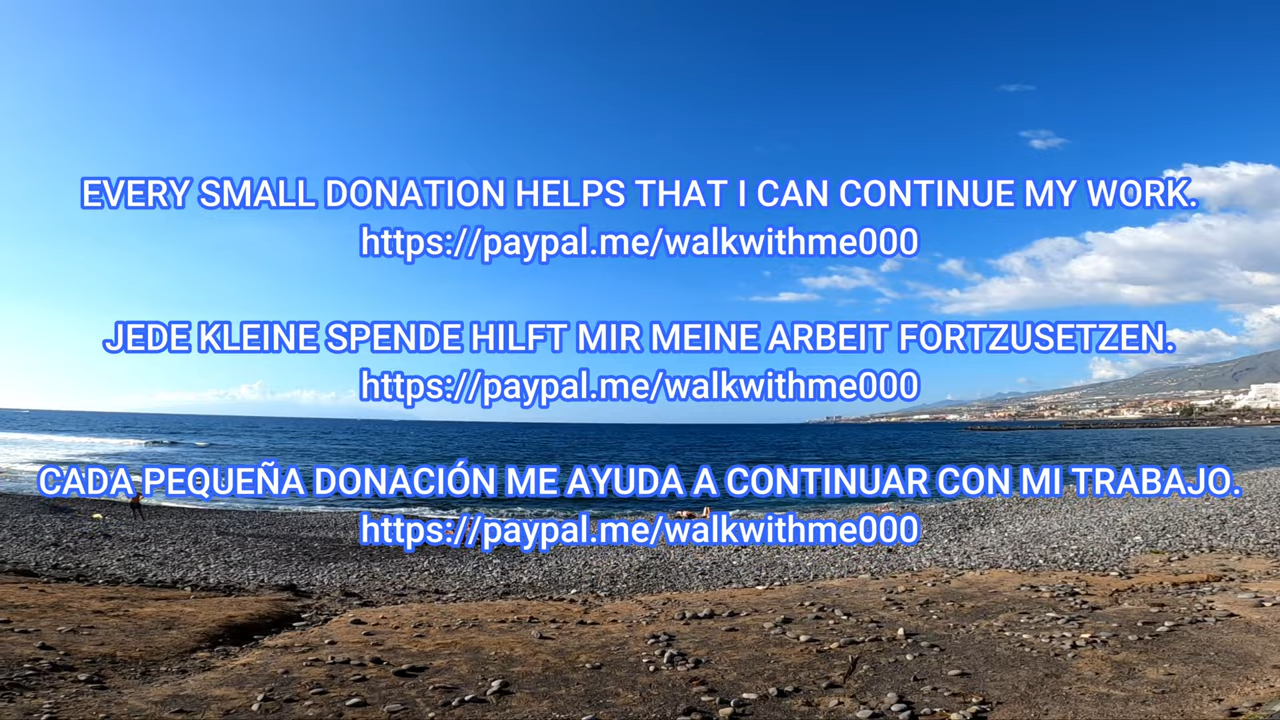 EVERY SMALL DONATION HELPS THAT I CAN CONTINUE MY WORK.
https://paypal.me/walkwithme000
JEDE KLEINE SPENDE HILFT MIR MEINE ARBEIT FORTZUSETZEN.
https://paypal.me/walkwithme000
CADA PEQUEÑA DONACIÓN ME AYUDA A CONTINUAR CON MI TRABAJO.
https://paypal.me/walkwithme000